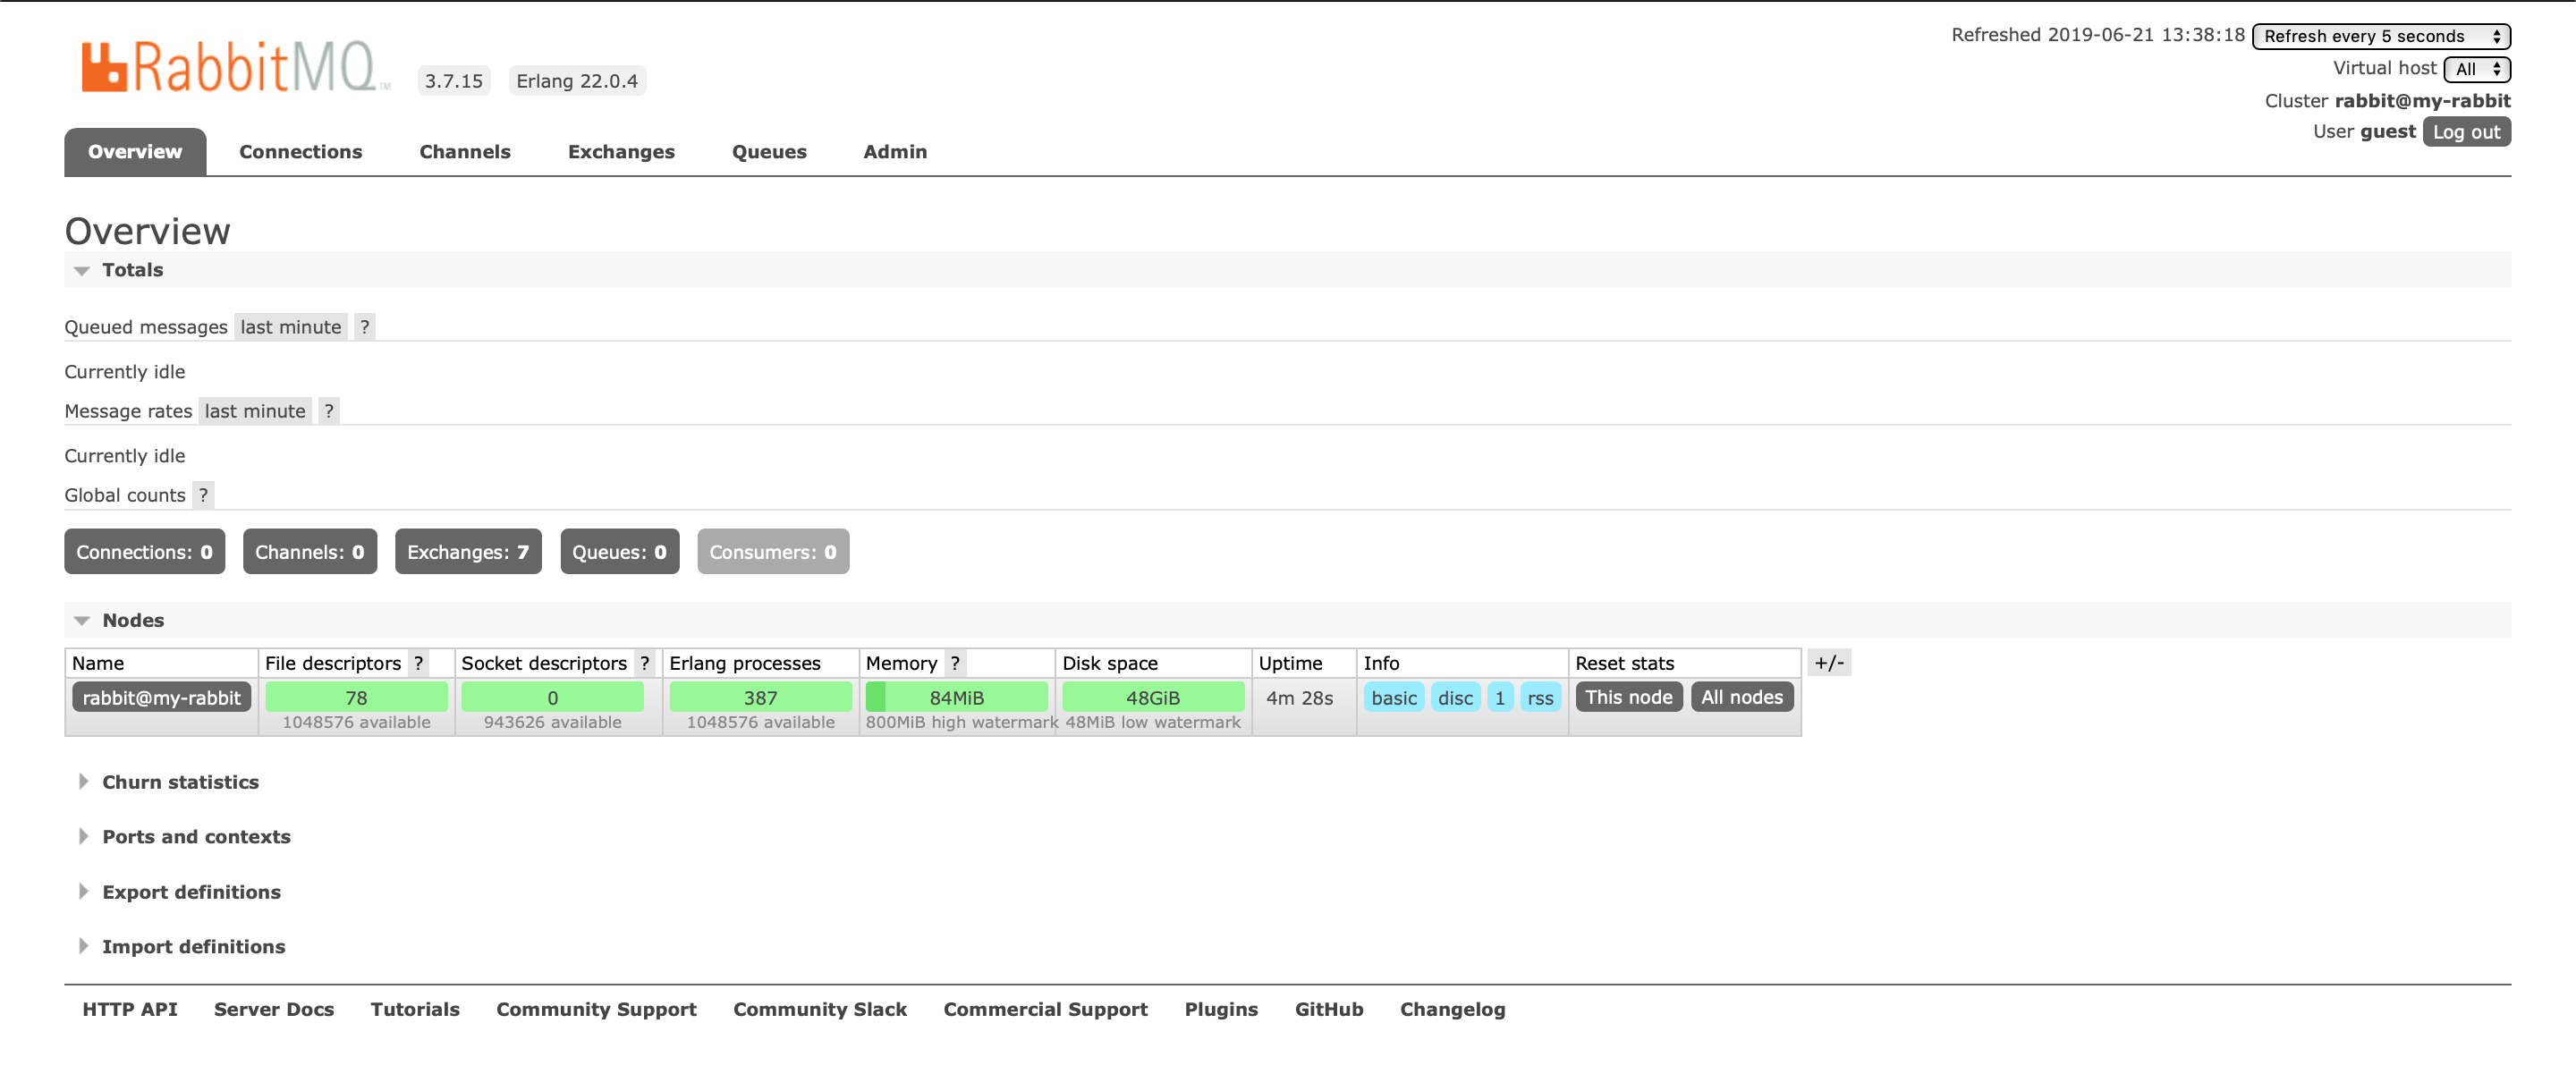 RabbitMQ TM 3.7.15 Erlang 22.0.4
Refreshed 2019-06-21 13:38:18 Refresh every 5 seconds
Virtual host All
Cluster rabbit@my-rabbit
User guest Log out
Overview Connections Channels Exchanges Queues Admin
Overview
Totals
Queued messages last minute ?
Currently idle
Message rates last minute ?
Currently idle
Global counts ?
Connections: 0 Channels: 0 Exchanges: 7 Queues: 0 Consumers: 0
Nodes
Name File descriptors ? Socket descriptors ? Erlang processes Memory ? Disk space Uptime Info Reset stats +/-
rabbit@my-rabbit 78 0 387 84MiB 48GiB 4m 28s basic disc 1 rss This node All nodes
1048576 available 943626 available 1048576 available 800MiB high watermark 48MiB low watermark
Churn statistics
Ports and contexts
Export definitions
Import definitions
HTTP API Server Docs Tutorials Community Support Community Slack Commercial Support Plugins GitHub Changelog